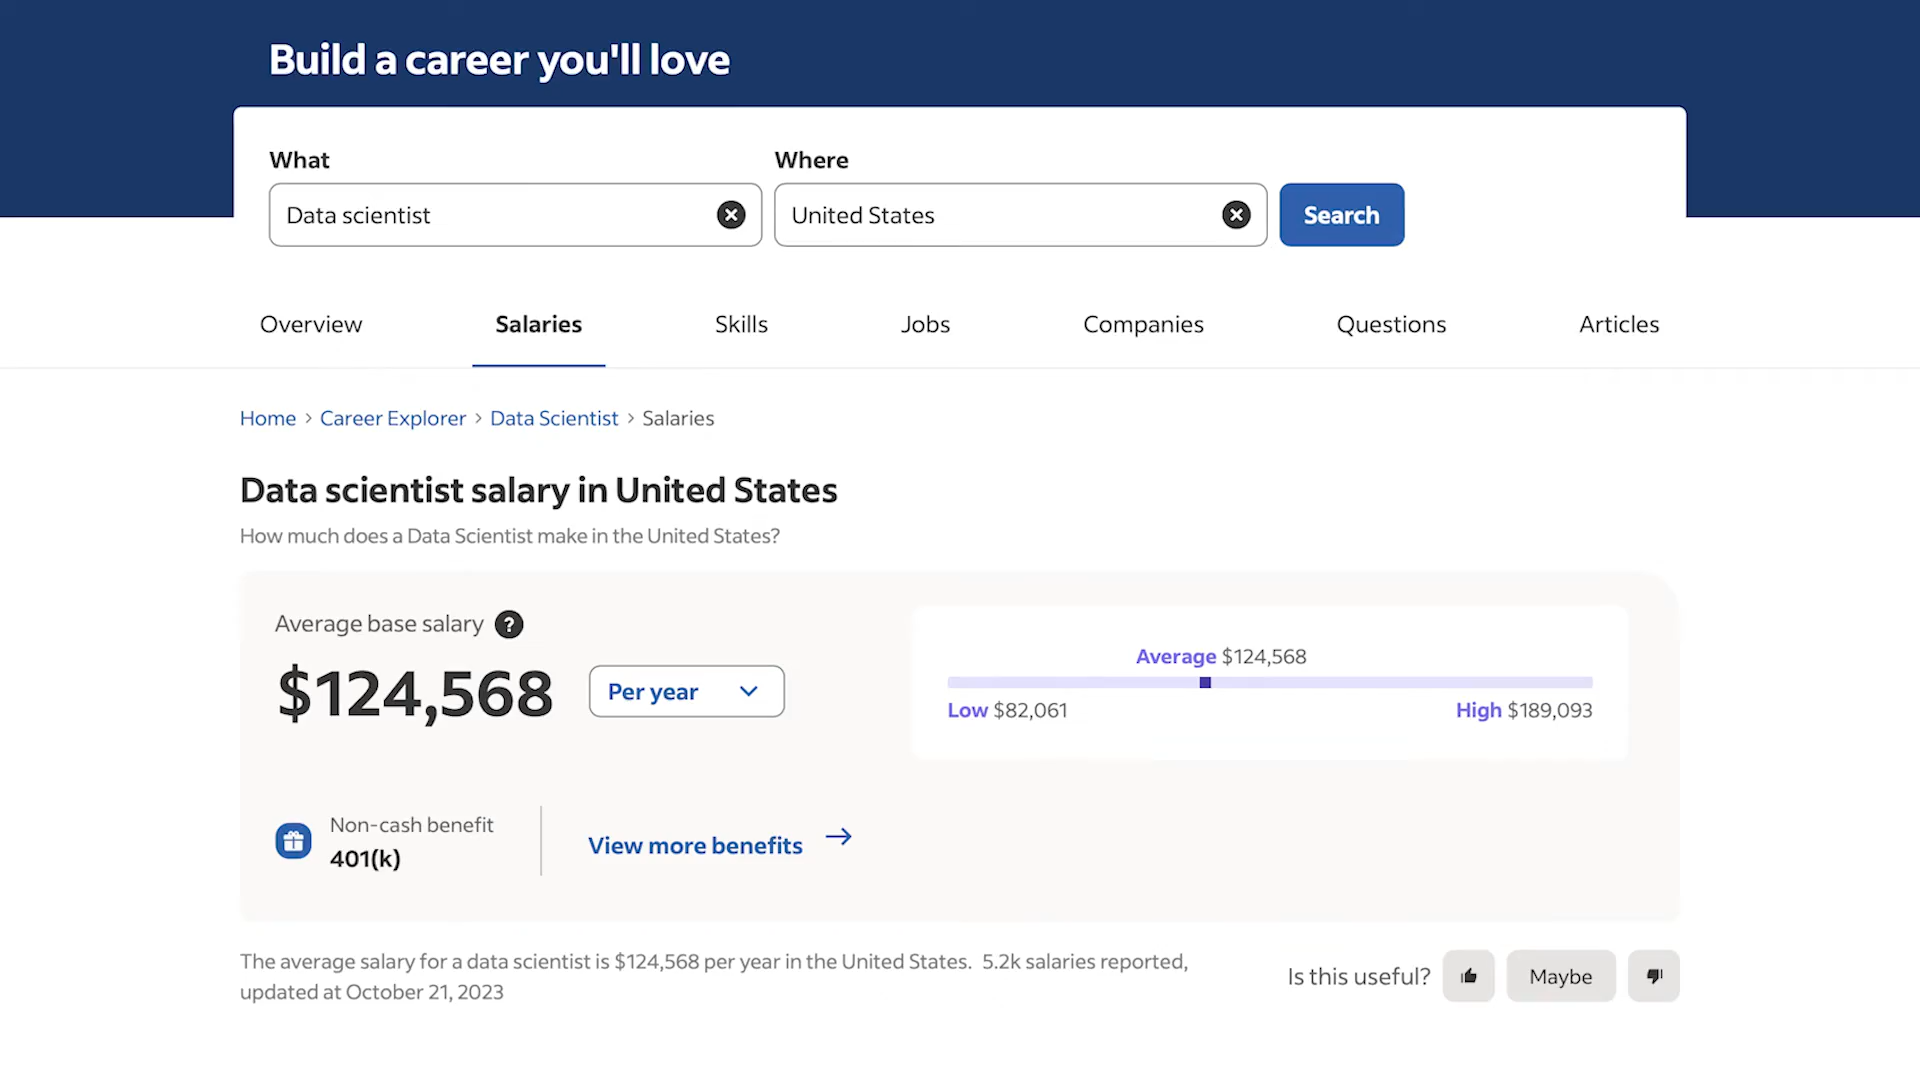 Build a career you'll love
What
Where
Data scientist
United States
Search
Overview
Salaries
Skills
Jobs
Companies
Questions
Articles
Home > Career Explorer > Data Scientist > Salaries
Data scientist salary in United States
How much does a Data Scientist make in the United States?
Average base salary ?
$124,568
Per year
Average $124,568
Low $82,061
High $189,093
Non-cash benefit
401(k)
View more benefits →
The average salary for a data scientist is $124,568 per year in the United States. 5.2k salaries reported,
updated at October 21, 2023
Is this useful?
Maybe